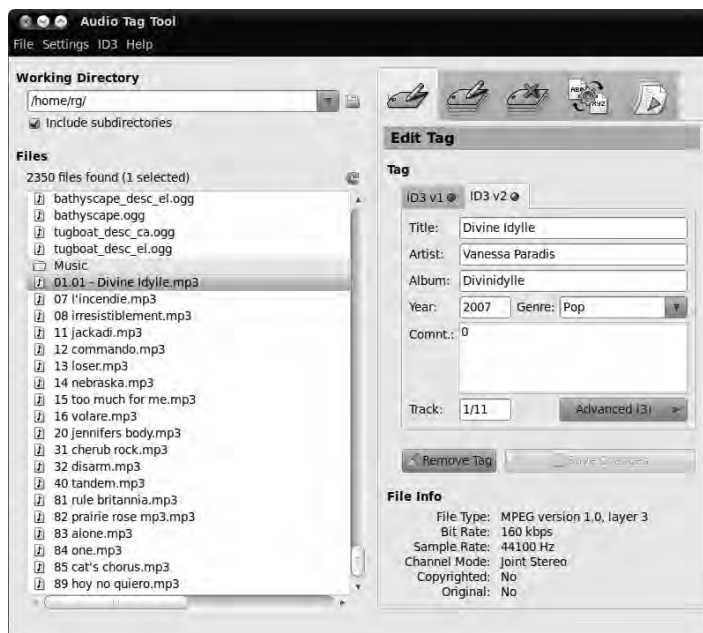 Audio Tag Tool
File Settings ID3 Help
Working Directory
/home/rg/
Include subdirectories
Files
2350 files found (1 selected)
bathyscape_desc_el.ogg
bathyscape.ogg
tugboat_desc_ca.ogg
tugboat_desc_el.ogg
Music
01.01 - Divine Idylle.mp3
07 l'incendie.mp3
08 irresistiblement.mp3
11 jackadi.mp3
12 commando.mp3
13 loser.mp3
14 nebraska.mp3
15 too much for me.mp3
16 volare.mp3
20 jennifers body.mp3
31 cherub rock.mp3
32 disarm.mp3
40 tandem.mp3
81 rule britannia.mp3
82 prairie rose mp3.mp3
83 alone.mp3
84 one.mp3
85 cat's chorus.mp3
89 hoy no quiero.mp3
ABC
XYZ
Edit Tag
Tag
ID3 v1 ID3 v2
Title: Divine Idylle
Artist: Vanessa Paradis
Album: Divinidylle
Year: 2007 Genre: Pop
Comnt.: 0
Track: 1/11 Advanced (3)
Remove Tag Save Changes
File Info
File Type: MPEG version 1.0, layer 3
Bit Rate: 160 kbps
Sample Rate: 44100 Hz
Channel Mode: Joint Stereo
Copyrighted: No
Original: No